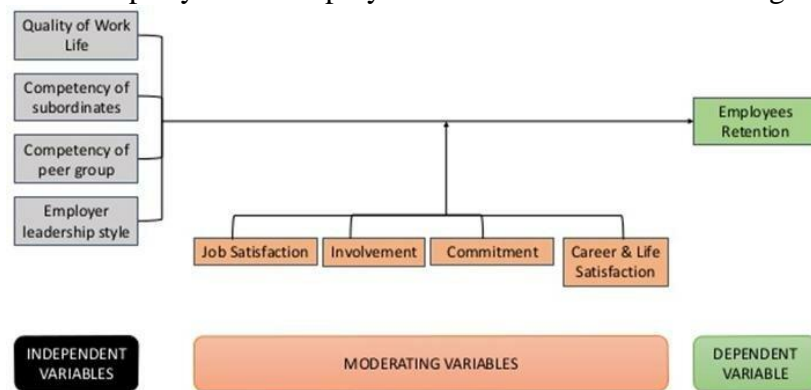 Quality of Work
Life
Competency of
subordinates
Competency of
peer group
Employer
leadership style
Employees
Retention
Job Satisfaction
Involvement
Commitment
Career & Life
Satisfaction
INDEPENDENT
VARIABLES
MODERATING VARIABLES
DEPENDENT
VARIABLE